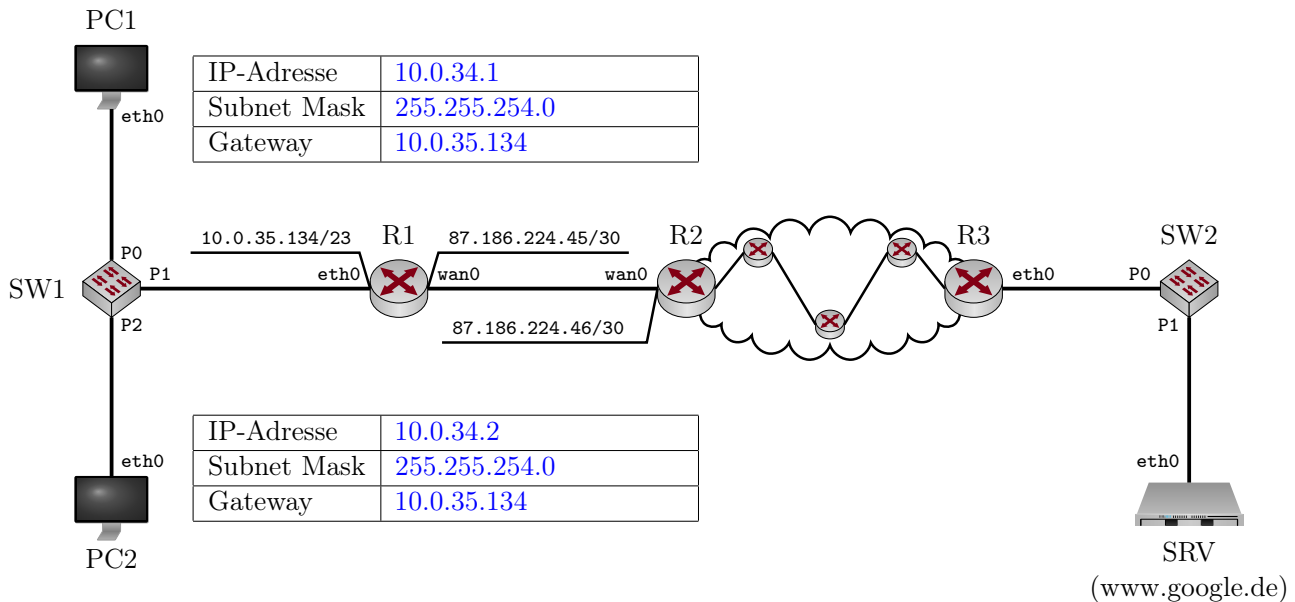 PC1
eth0
IP-Adresse 10.0.34.1
Subnet Mask 255.255.254.0
Gateway 10.0.35.134
10.0.35.134/23
R1
87.186.224.45/30
R2
R3
SW2
P0
P1
SW1
P2
eth0
wan0
wan0
87.186.224.46/30
eth0
P0
P1
IP-Adresse 10.0.34.2
Subnet Mask 255.255.254.0
Gateway 10.0.35.134
eth0
PC2
eth0
SRV
(www.google.de)